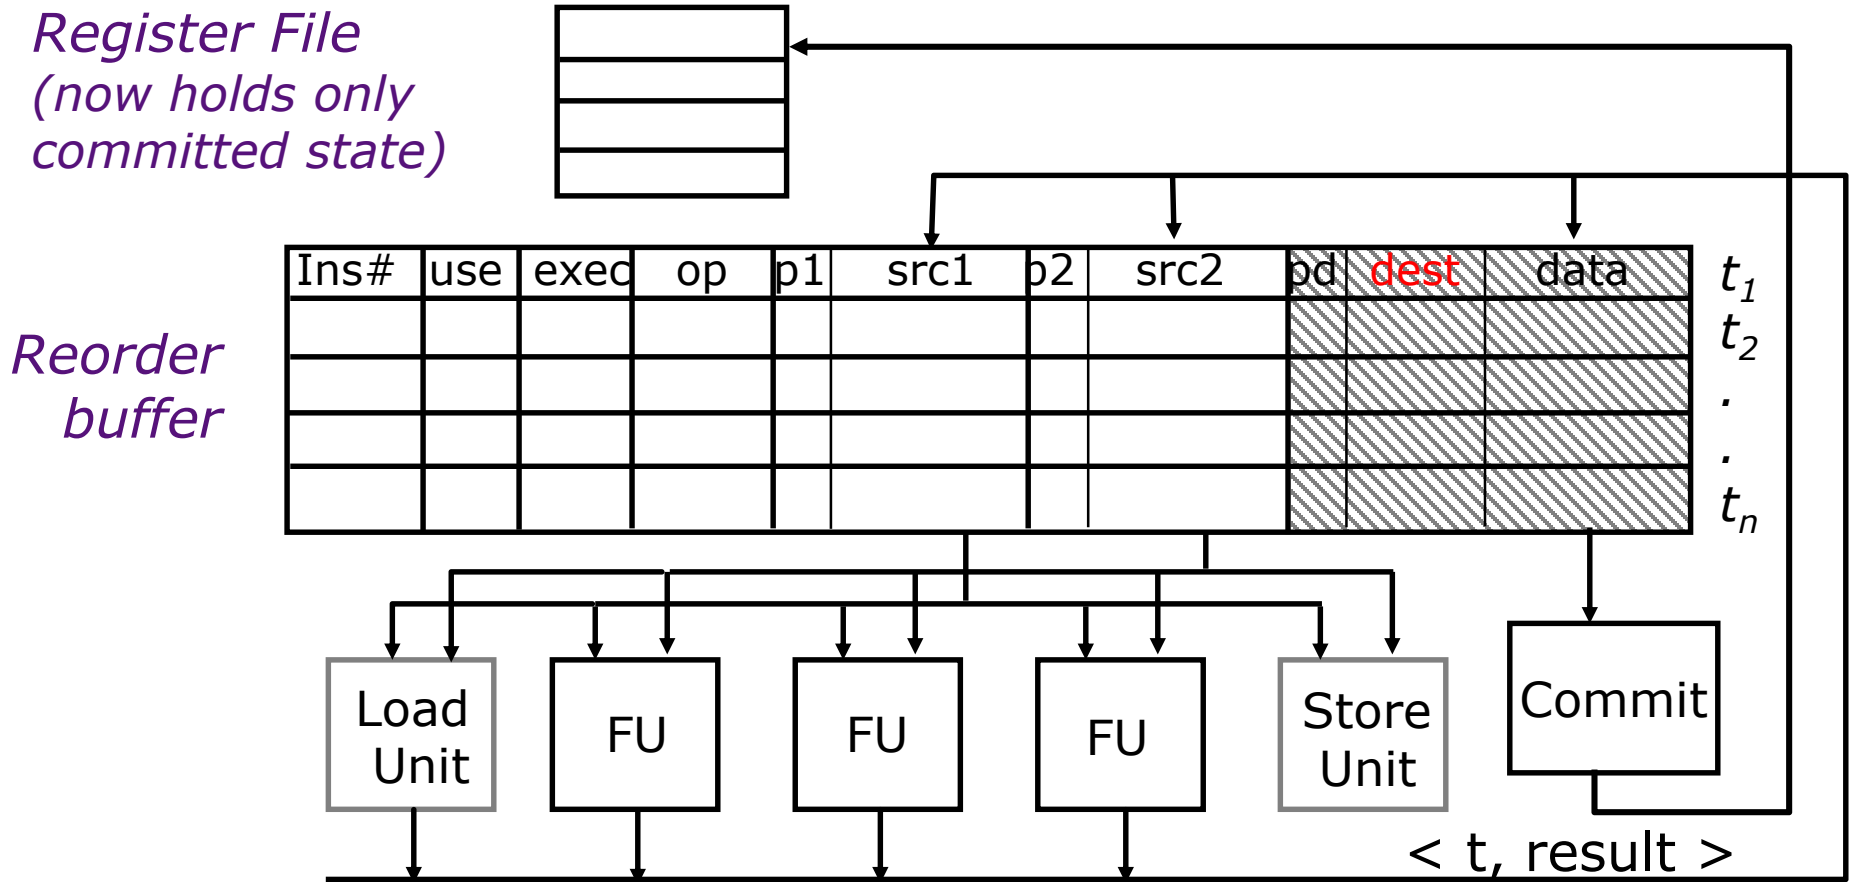 Register File
(now holds only
committed state)
Ins# use exec op p1 src1 p2 src2 pd dest data t₁
t₂
.
.
tₙ
Reorder
buffer
Load
Unit
FU
FU
FU
Store
Unit
Commit
< t, result >